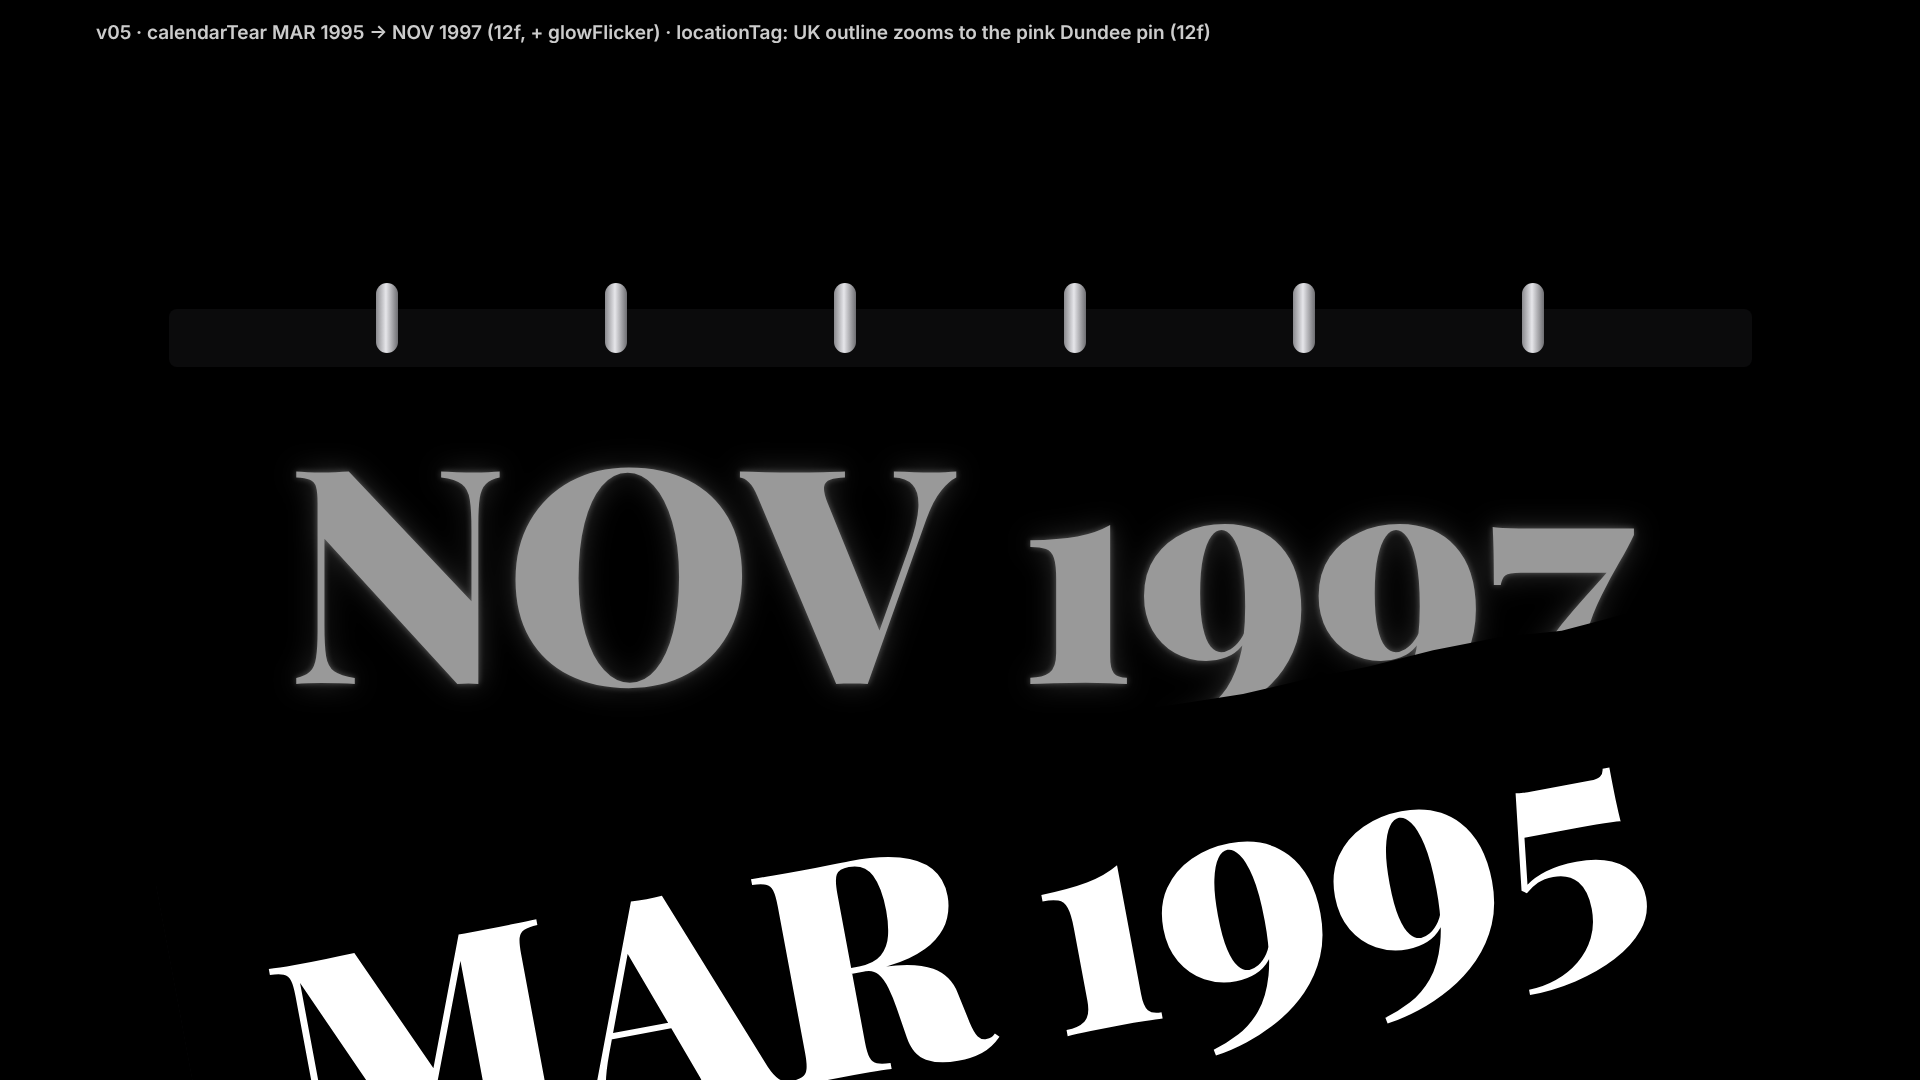 v05 · calendarTear MAR 1995 → NOV 1997 (12f, + glowFlicker) · locationTag: UK outline zooms to the pink Dundee pin (12f)
NOV 1997
MAR 1995